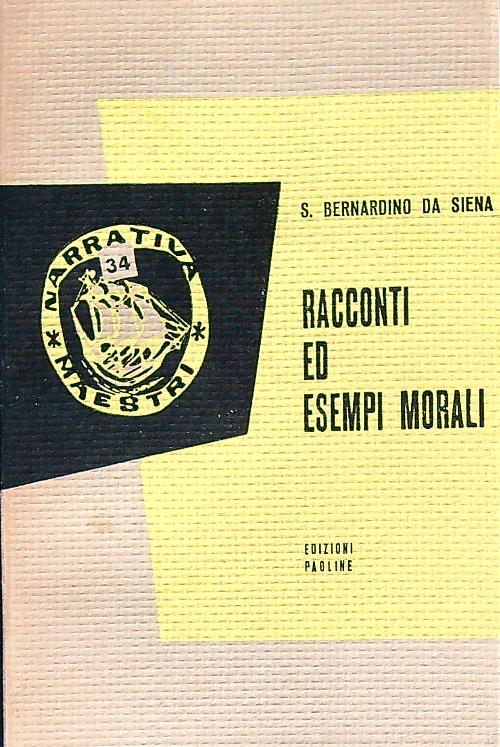 S. BERNARDINO DA SIENA
NARRATIVA
34
MAESTRI
RACCONTI
ED
ESEMPI MORALI
EDIZIONI
PAOLINE